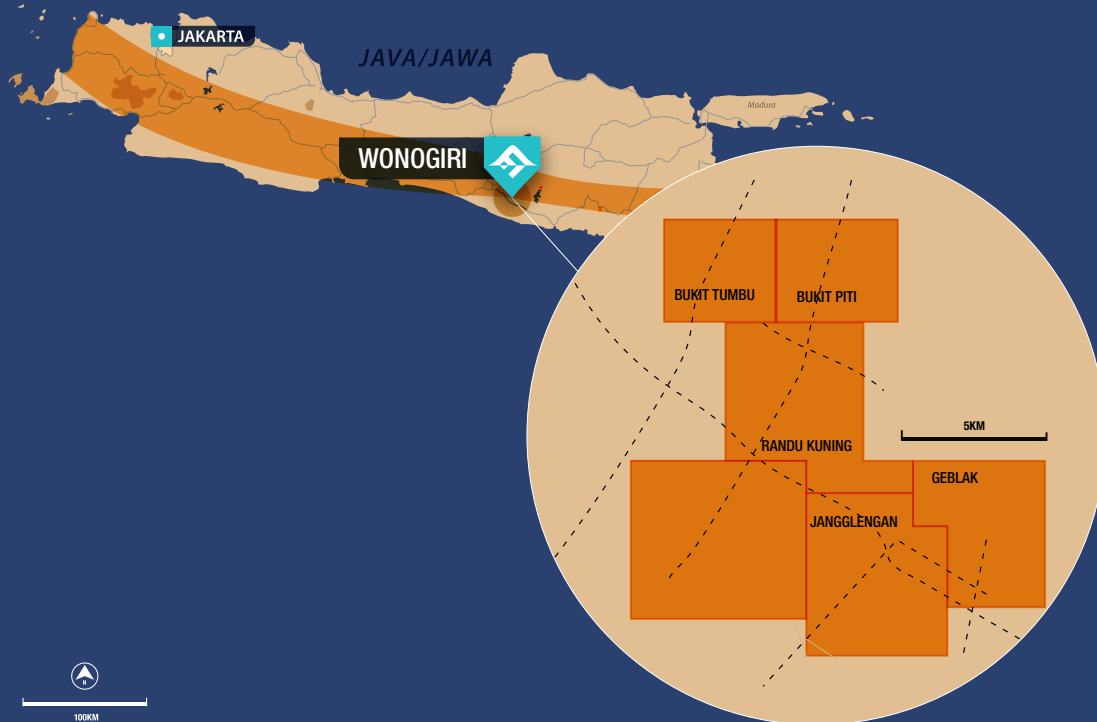 JAKARTA
JAVA/JAWA
Madura
WONOGIRI
BUKIT TUMBU
BUKIT PITI
5KM
RANDU KUNING
GEBLAK
JANGGLENGAN
N
100KM